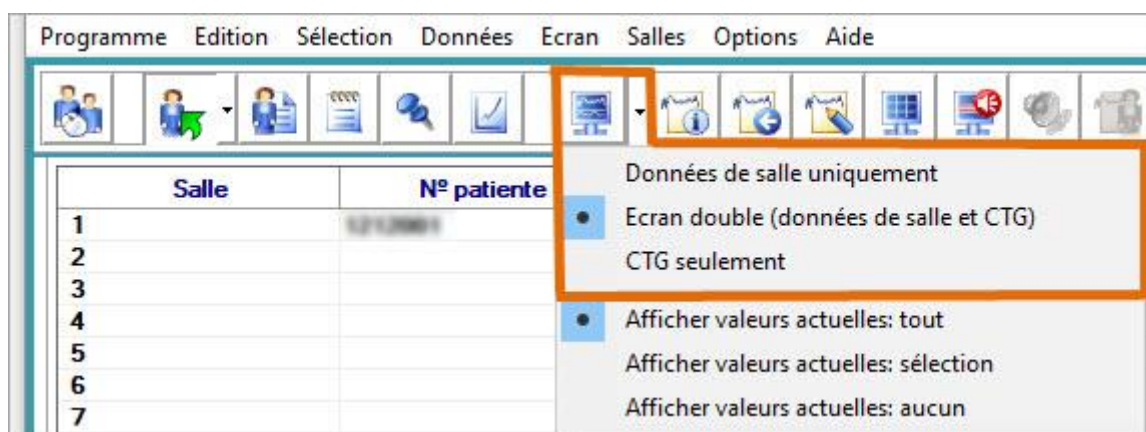 Programme Edition Sélection Données Ecran Salles Options Aide
Salle Nº patiente
1
2
3
4
5
6
7
Données de salle uniquement
Ecran double (données de salle et CTG)
CTG seulement
Afficher valeurs actuelles: tout
Afficher valeurs actuelles: sélection
Afficher valeurs actuelles: aucun